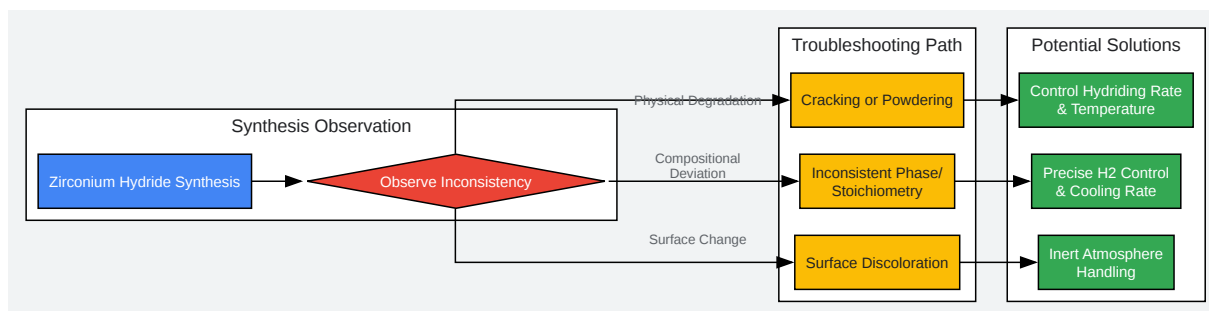 Troubleshooting Path
Potential Solutions
Physical Degradation
Cracking or Powdering
Control Hydriding Rate
& Temperature
Synthesis Observation
Zirconium Hydride Synthesis
Observe Inconsistency
Compositional
Deviation
Inconsistent Phase/
Stoichiometry
Precise H2 Control
& Cooling Rate
Surface Change
Surface Discoloration
Inert Atmosphere
Handling